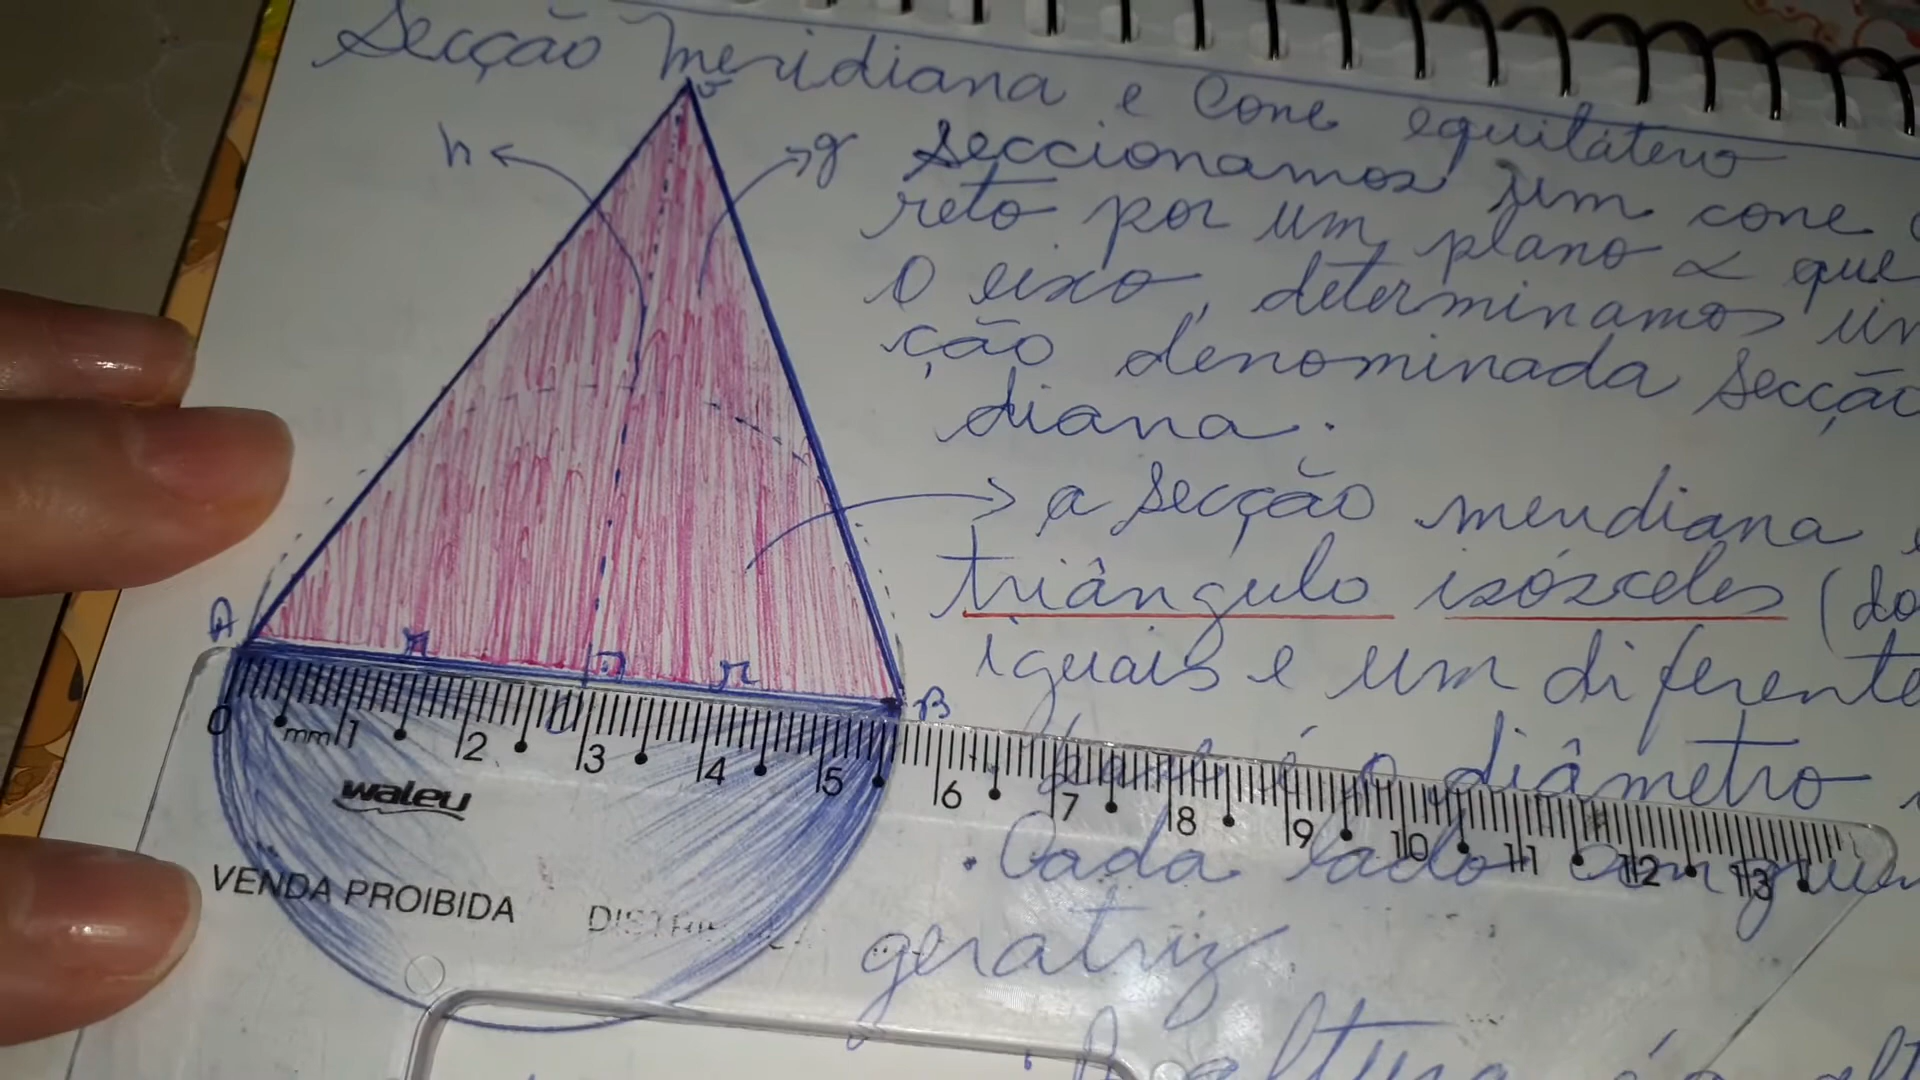 Secção meridiana e Cone equilátero
h
g
V
Seccionamos um cone
reto por um plano α que
o eixo, determinamos
ção denominada Secção
diana.
a secção meridiana
triângulo isósceles (do
iguais e um diferente
A
r
r
B
é o diâmetro
0 mm 1 2 3 4 5 6 7 8 9 10 11 12 13
waleu
. Cada lado
VENDA PROIBIDA
geratriz.
altura é